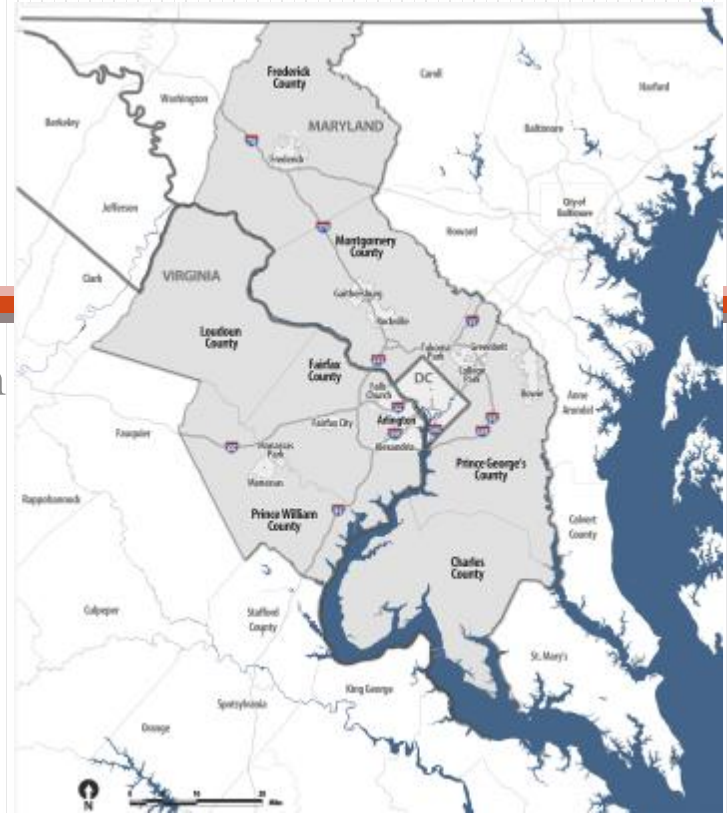 Frederick
County
Caroll
Harford
Washington
MARYLAND
Berkeley
Baltimore
Frederick
Jefferson
City of
Baltimore
Howard
Montgomery
County
Clark
VIRGINIA
Gaithersburg
Rockville
Loudoun
County
Takoma
Park
Greenbelt
Fairfax
County
DC
College
Park
Falls
Church
Bowie
Anne
Arundel
Arlington
Fairfax City
Fauquier
Alexandria
Manassas
Park
Prince George's
County
Manassas
Rappahannock
Prince William
County
Calvert
County
Charles
County
Culpeper
Stafford
County
St. Mary's
King George
Spotsylvania
Orange
N